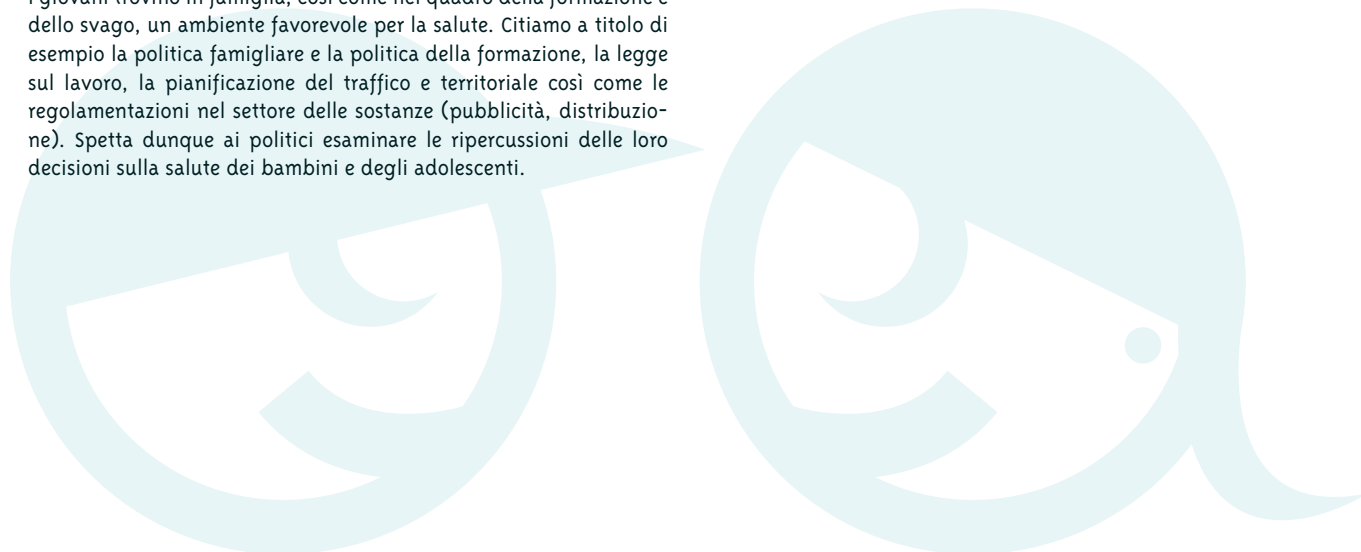 i giovani trovino in famiglia, così come nel quadro della formazione e
dello svago, un ambiente favorevole per la salute. Citiamo a titolo di
esempio la politica famigliare e la politica della formazione, la legge
sul lavoro, la pianificazione del traffico e territoriale così come le
regolamentazioni nel settore delle sostanze (pubblicità, distribuzio-
ne). Spetta dunque ai politici esaminare le ripercussioni delle loro
decisioni sulla salute dei bambini e degli adolescenti.